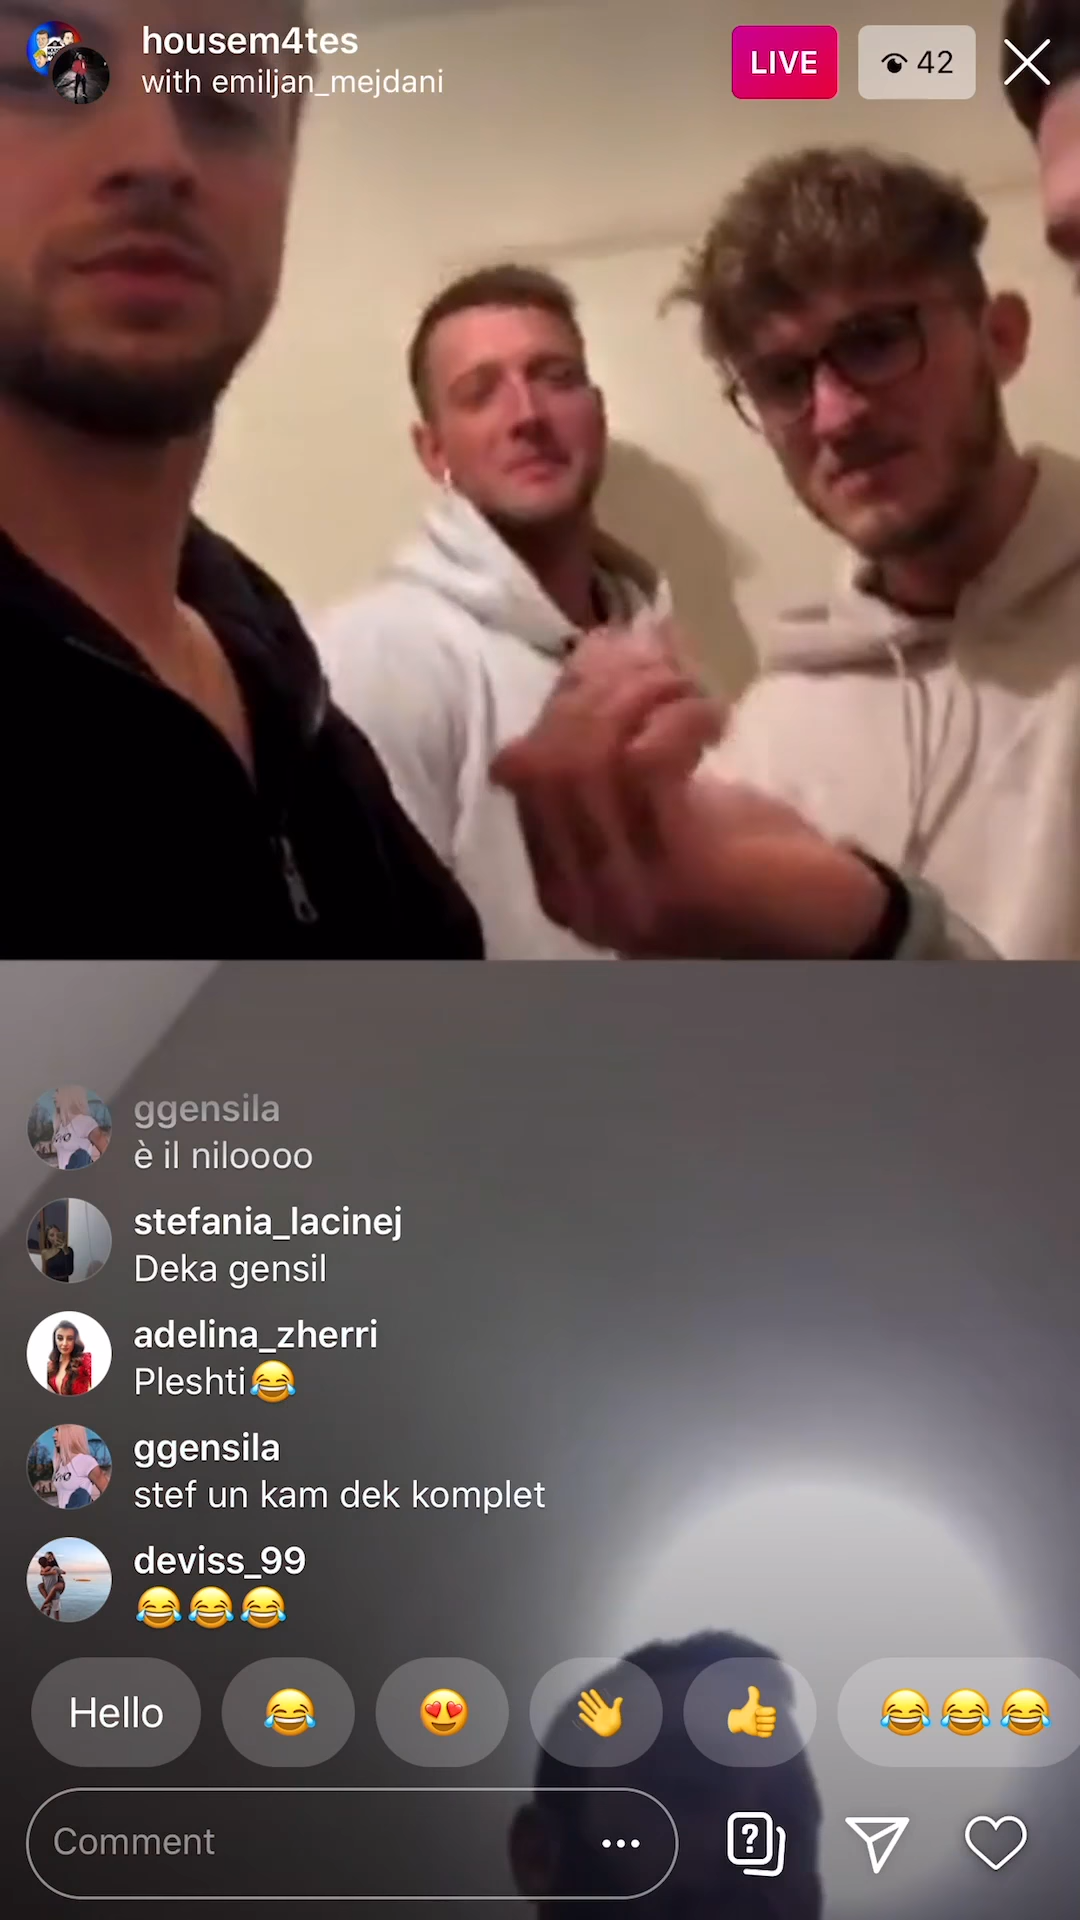 housem4tes
with emiljan_mejdani
LIVE
42
ggensila
è il niloooo
stefania_lacinej
Deka gensil
adelina_zherri
Pleshti😂
ggensila
stef un kam dek komplet
deviss_99
😂😂😂
Hello 😂 😍 👋 👍 😂😂😂
Comment